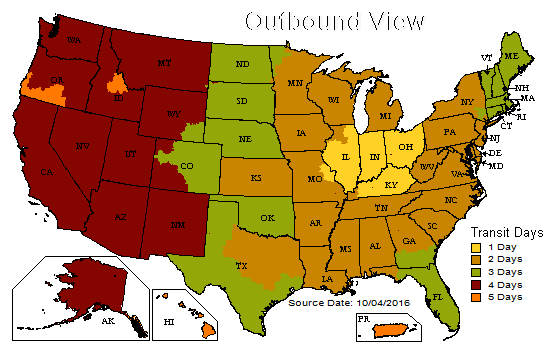 Outbound View
WA
MT
ND
MN
VT
ME
OR
ID
SD
WI
MI
NY
NH
MA
RI
CT
WY
NE
IA
PA
NJ
NV
UT
CO
IL
IN
OH
DE
MD
CA
KS
MO
WV
VA
KY
AZ
NM
OK
AR
TN
NC
SC
TX
LA
MS
AL
GA
FL
Transit Days
1 Day
2 Days
3 Days
4 Days
5 Days
Source Date: 10/04/2016
AK
HI
PR